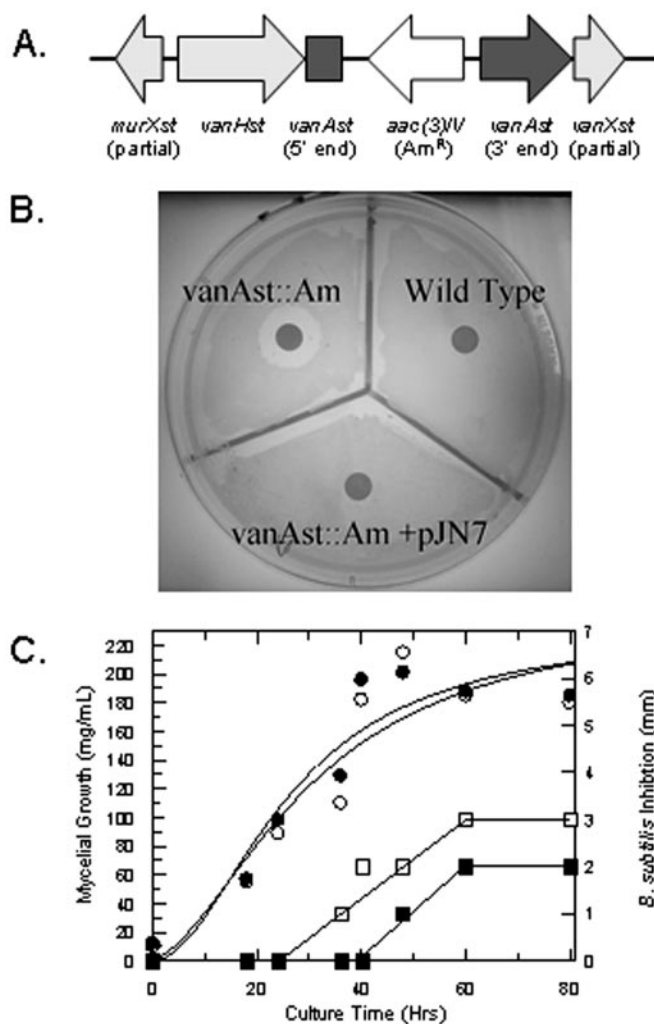 A.
murXst vanHst vanAst aac(3)IV vanAst vanXst
(partial) (5' end) (Am^R) (3' end) (partial)
B.
vanAst::Am Wild Type
vanAst::Am +pJN7
C.
Mycelial Growth (mg/mL)
220
200
180
160
140
120
100
80
60
40
20
0
7
6
5
4
3
2
1
0
B. subtilis Inhibtion (mm)
0 20 40 60 80
Culture Time (Hrs)